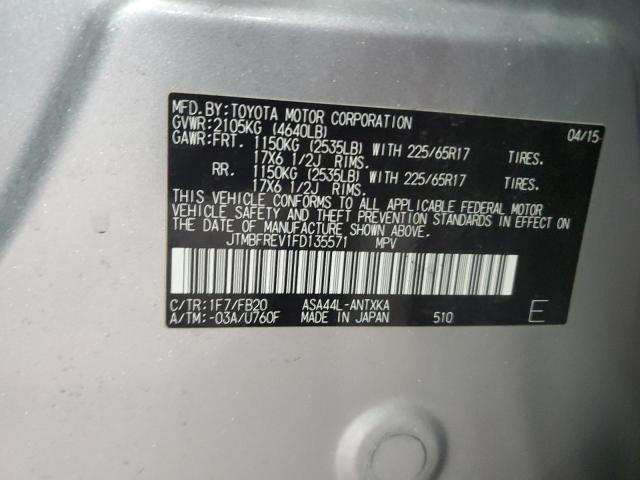 MFD.BY:TOYOTA MOTOR CORPORATION 04/15
GVWR:2105KG (4640LB)
GAWR:FRT. 1150KG (2535LB) WITH 225/65R17 TIRES.
17X6 1/2J RIMS.
RR. 1150KG (2535LB) WITH 225/65R17 TIRES.
17X6 1/2J RIMS.
THIS VEHICLE CONFORMS TO ALL APPLICABLE FEDERAL MOTOR
VEHICLE SAFETY AND THEFT PREVENTION STANDARDS IN EFFECT ON
THE DATE OF MANUFACTURE SHOWN ABOVE.
JTMBFREV1FD135571 MPV
C/TR:1F7/FB20 ASA44L-ANTXKA
A/TM:-03A/U760F MADE IN JAPAN 510 E